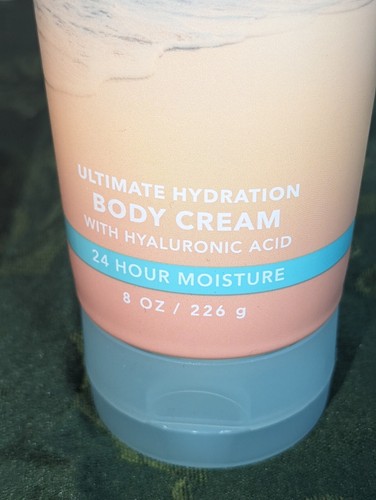 ULTIMATE HYDRATION
BODY CREAM
WITH HYALURONIC ACID
24 HOUR MOISTURE
8 OZ / 226 g